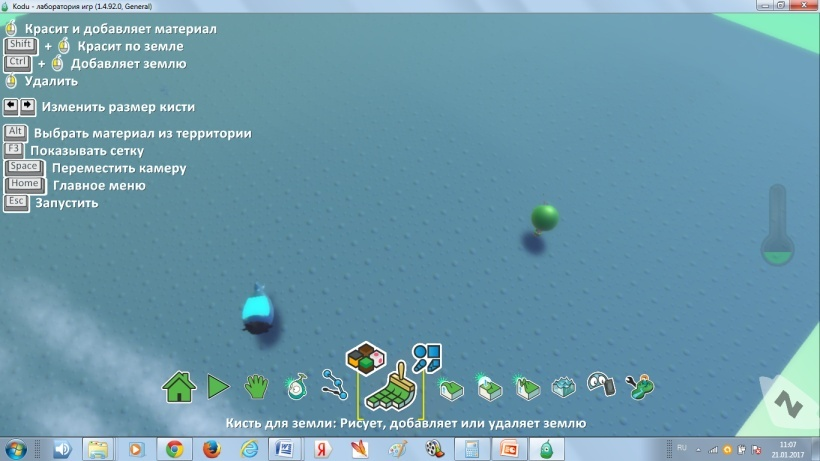 Kodu - лаборатория игр (1.4.92.0, General)
Красит и добавляет материал
Shift + Красит по земле
Ctrl + Добавляет землю
Удалить
Изменить размер кисти
Alt Выбрать материал из территории
F3 Показывать сетку
Space Переместить камеру
Home Главное меню
Esc Запустить
N
Кисть для земли: Рисует, добавляет или удаляет землю
RU
11:07
21.01.2017